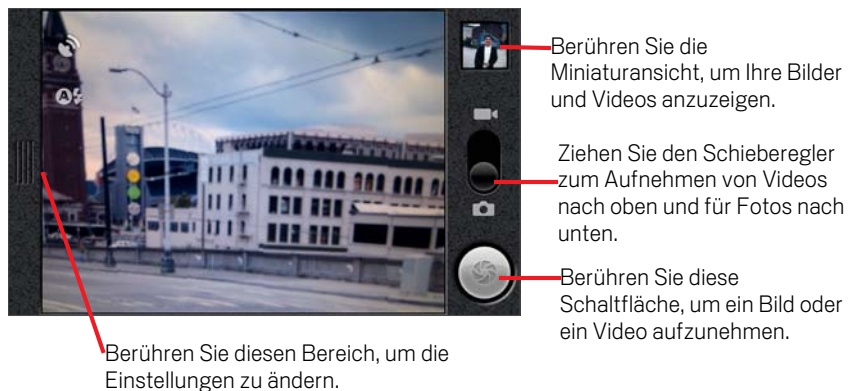 Berühren Sie die
Miniaturansicht, um Ihre Bilder
und Videos anzuzeigen.
Ziehen Sie den Schieberegler
zum Aufnehmen von Videos
nach oben und für Fotos nach
unten.
Berühren Sie diese
Schaltfläche, um ein Bild oder
ein Video aufzunehmen.
Berühren Sie diesen Bereich, um die
Einstellungen zu ändern.